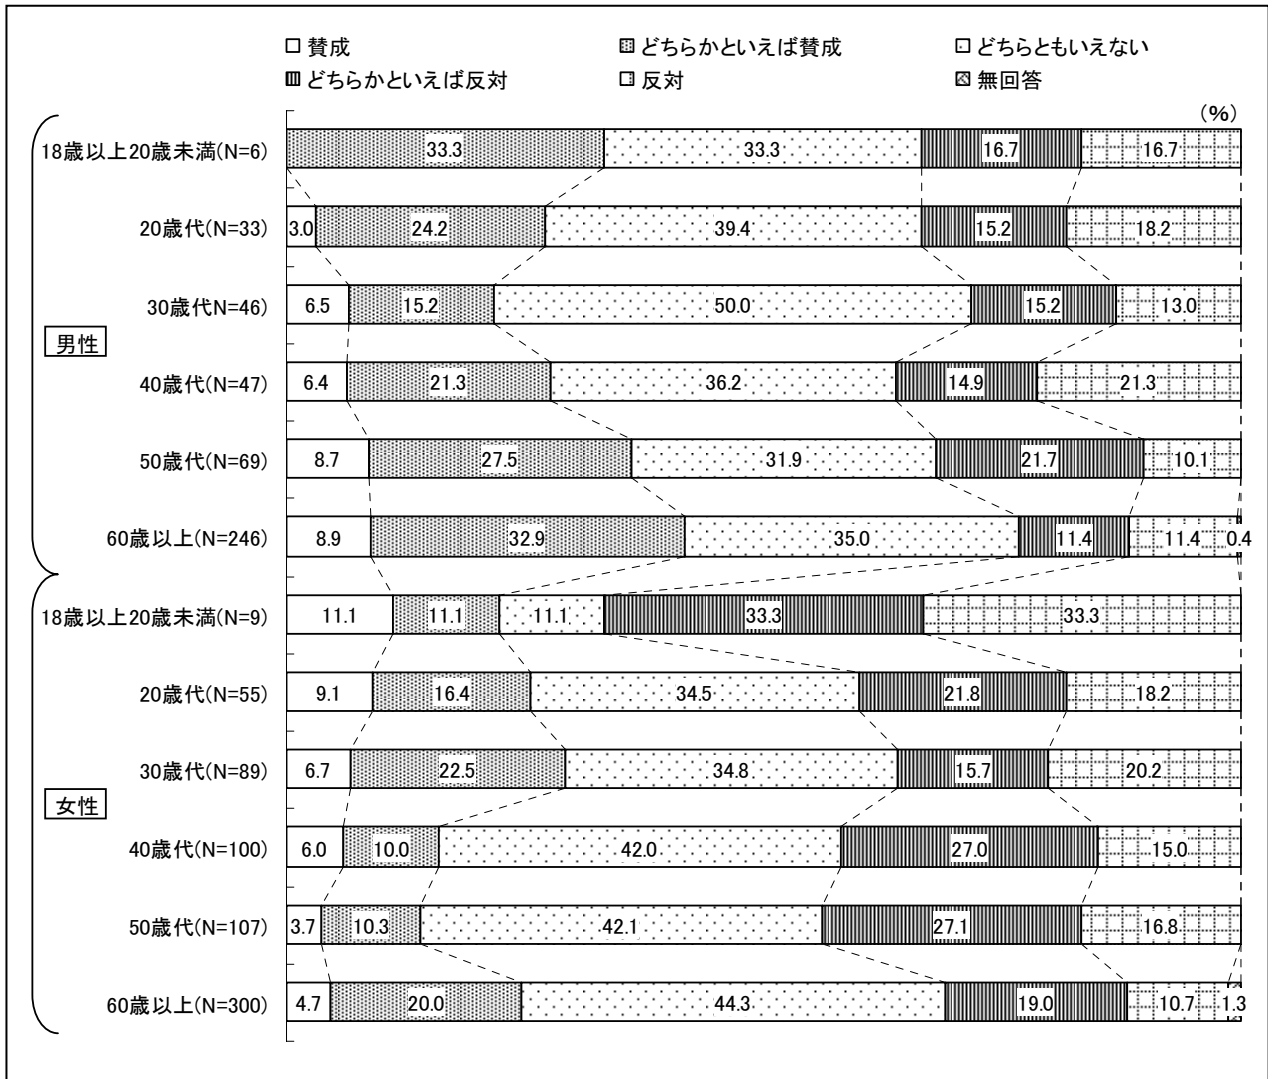 賛成 どちらかといえば賛成 どちらともいえない
どちらかといえば反対 反対 無回答
(%)
18歳以上20歳未満(N=6) 33.3 33.3 16.7 16.7
20歳代(N=33) 3.0 24.2 39.4 15.2 18.2
30歳代N=46) 6.5 15.2 50.0 15.2 13.0
男性
40歳代(N=47) 6.4 21.3 36.2 14.9 21.3
50歳代(N=69) 8.7 27.5 31.9 21.7 10.1
60歳以上(N=246) 8.9 32.9 35.0 11.4 11.4 0.4
18歳以上20歳未満(N=9) 11.1 11.1 11.1 33.3 33.3
20歳代(N=55) 9.1 16.4 34.5 21.8 18.2
30歳代(N=89) 6.7 22.5 34.8 15.7 20.2
女性
40歳代(N=100) 6.0 10.0 42.0 27.0 15.0
50歳代(N=107) 3.7 10.3 42.1 27.1 16.8
60歳以上(N=300) 4.7 20.0 44.3 19.0 10.7 1.3